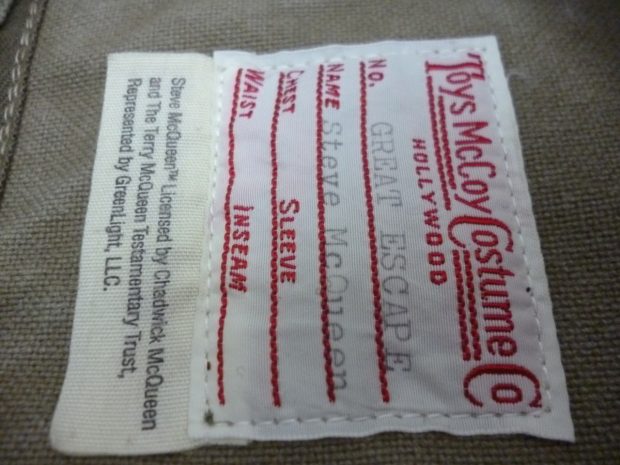 Toys McCoy Costume Co
HOLLYWOOD
NO. GREAT ESCAPE
NAME Steve McQueen
CHEST SLEEVE
WAIST INSEAM
Steve McQueen™ Licensed by Chadwick McQueen
and The Terry McQueen Testamentary Trust,
Represented by GreenLight, LLC.